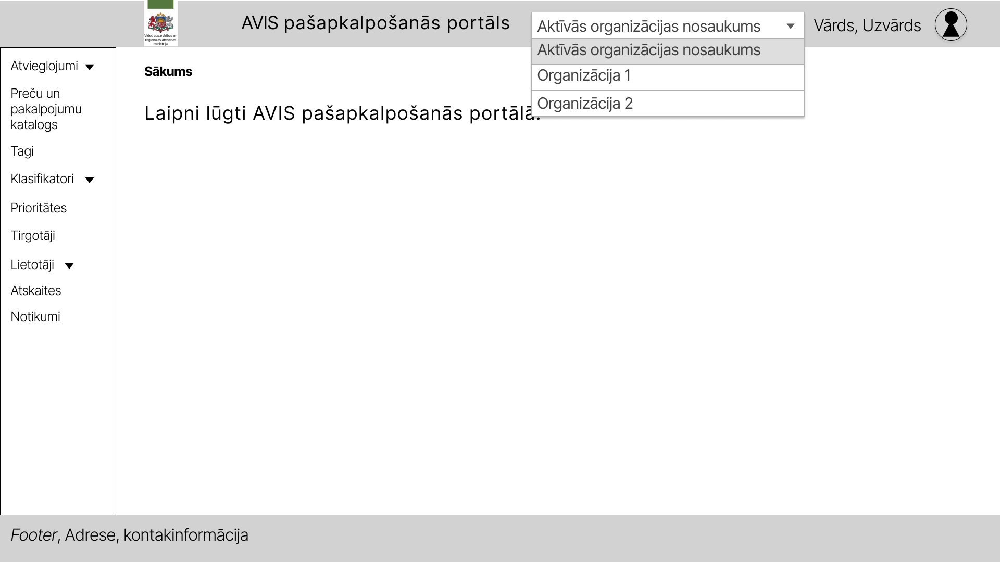 Vides aizsardzības un
reģionālās attīstības
ministrija
AVIS pašapkalpošanās portāls
Aktīvās organizācijas nosaukums
Vārds, Uzvārds
Aktīvās organizācijas nosaukums
Organizācija 1
Organizācija 2
Atvieglojumi
Preču un
pakalpojumu
katalogs
Tagi
Klasifikatori
Prioritātes
Tirgotāji
Lietotāji
Atskaites
Notikumi
Sākums
Laipni lūgti AVIS pašapkalpošanās portālā.
Footer, Adrese, kontakinformācija